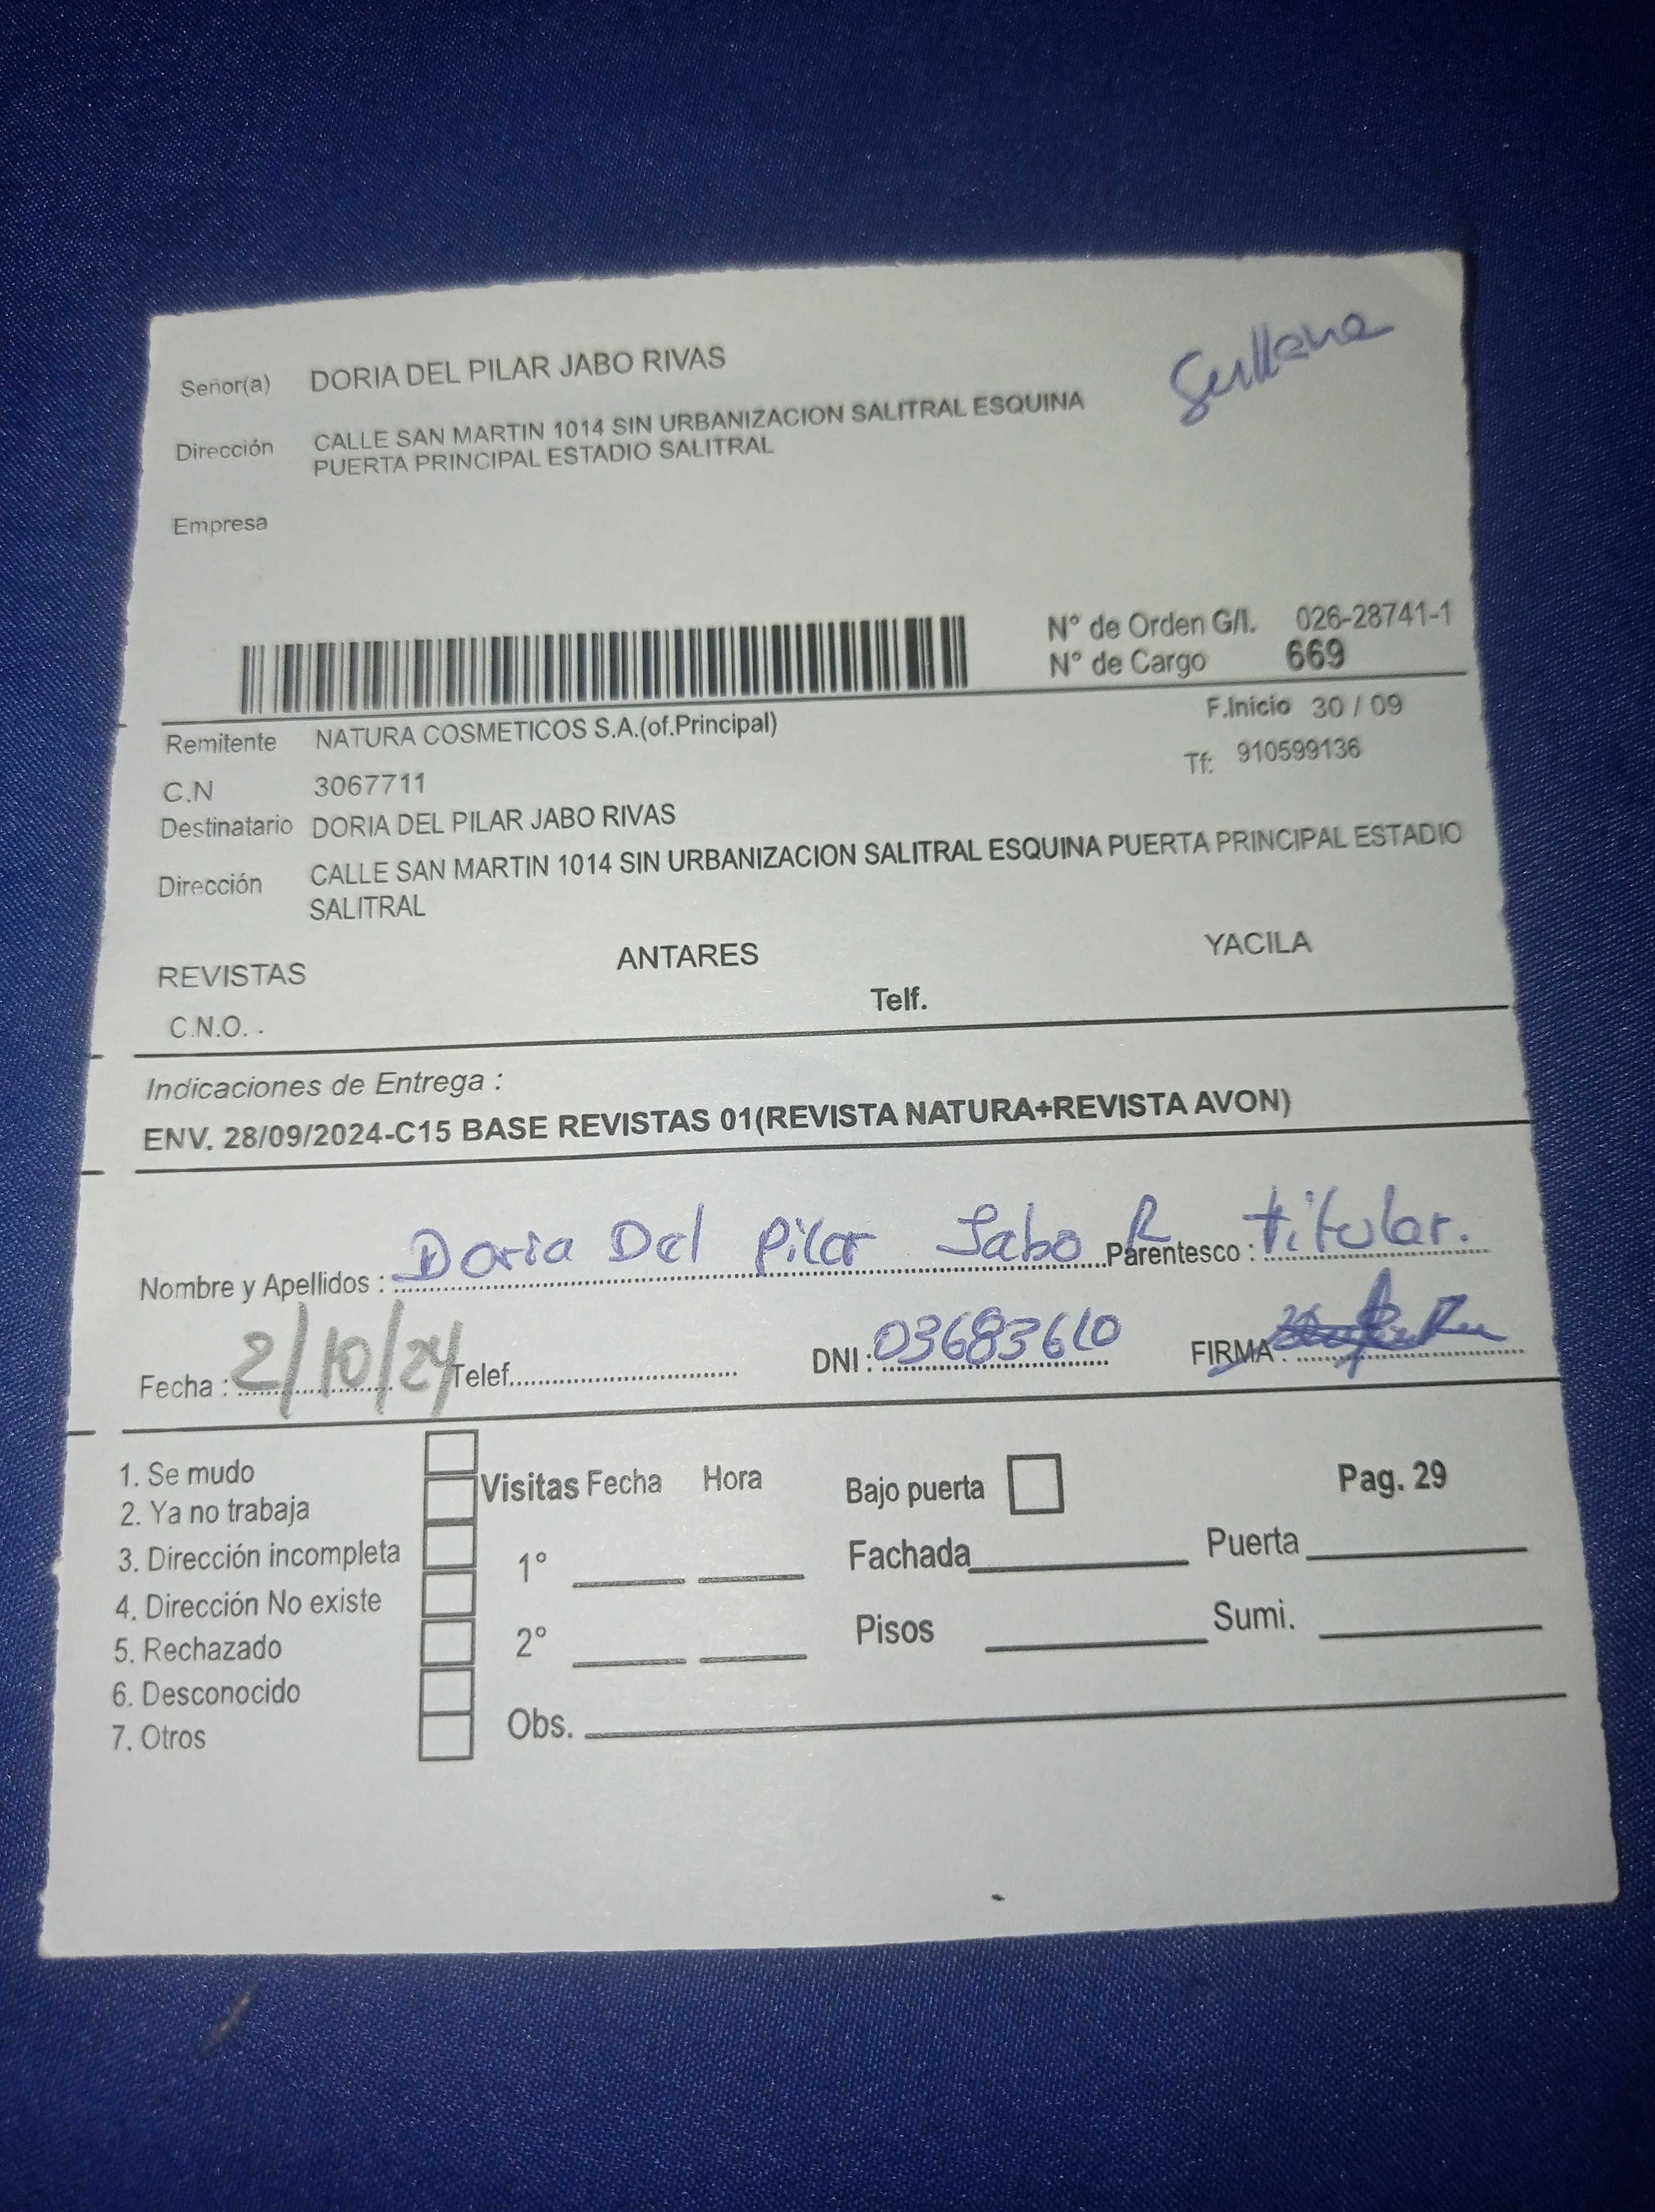 Sullana
Señor(a) DORIA DEL PILAR JABO RIVAS
Dirección CALLE SAN MARTIN 1014 SIN URBANIZACION SALITRAL ESQUINA
PUERTA PRINCIPAL ESTADIO SALITRAL
Empresa
N° de Orden G/I. 026-28741-1
N° de Cargo 669
Remitente NATURA COSMETICOS S.A.(of.Principal) F.Inicio 30 / 09
C.N 3067711 Tf: 910599136
Destinatario DORIA DEL PILAR JABO RIVAS
Dirección CALLE SAN MARTIN 1014 SIN URBANIZACION SALITRAL ESQUINA PUERTA PRINCIPAL ESTADIO
SALITRAL
REVISTAS ANTARES YACILA
C.N.O. . Telf.
Indicaciones de Entrega :
ENV. 28/09/2024-C15 BASE REVISTAS 01(REVISTA NATURA+REVISTA AVON)
Nombre y Apellidos : Doria Del Pilar Jabo R Parentesco : titular.
Fecha : 2/10/24 Telef. DNI : 03683610 FIRMA :
1. Se mudo Visitas Fecha Hora Bajo puerta Pag. 29
2. Ya no trabaja
3. Dirección incompleta 1° Fachada Puerta
4. Dirección No existe
5. Rechazado 2° Pisos Sumi.
6. Desconocido
7. Otros Obs.